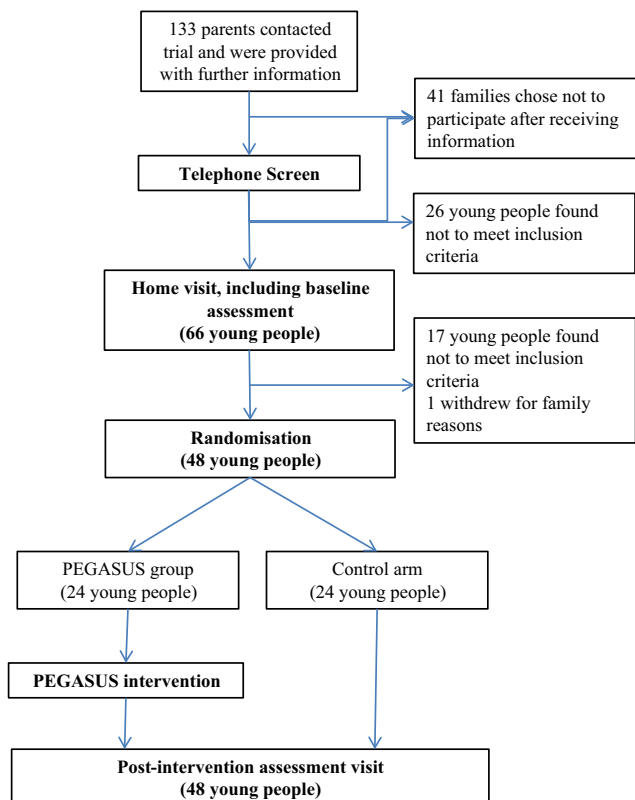 133 parents contacted
trial and were provided
with further information
41 families chose not to
participate after receiving
information
Telephone Screen
26 young people found
not to meet inclusion
criteria
Home visit, including baseline
assessment
(66 young people)
17 young people found
not to meet inclusion
criteria
1 withdrew for family
reasons
Randomisation
(48 young people)
PEGASUS group
(24 young people)
Control arm
(24 young people)
PEGASUS intervention
Post-intervention assessment visit
(48 young people)